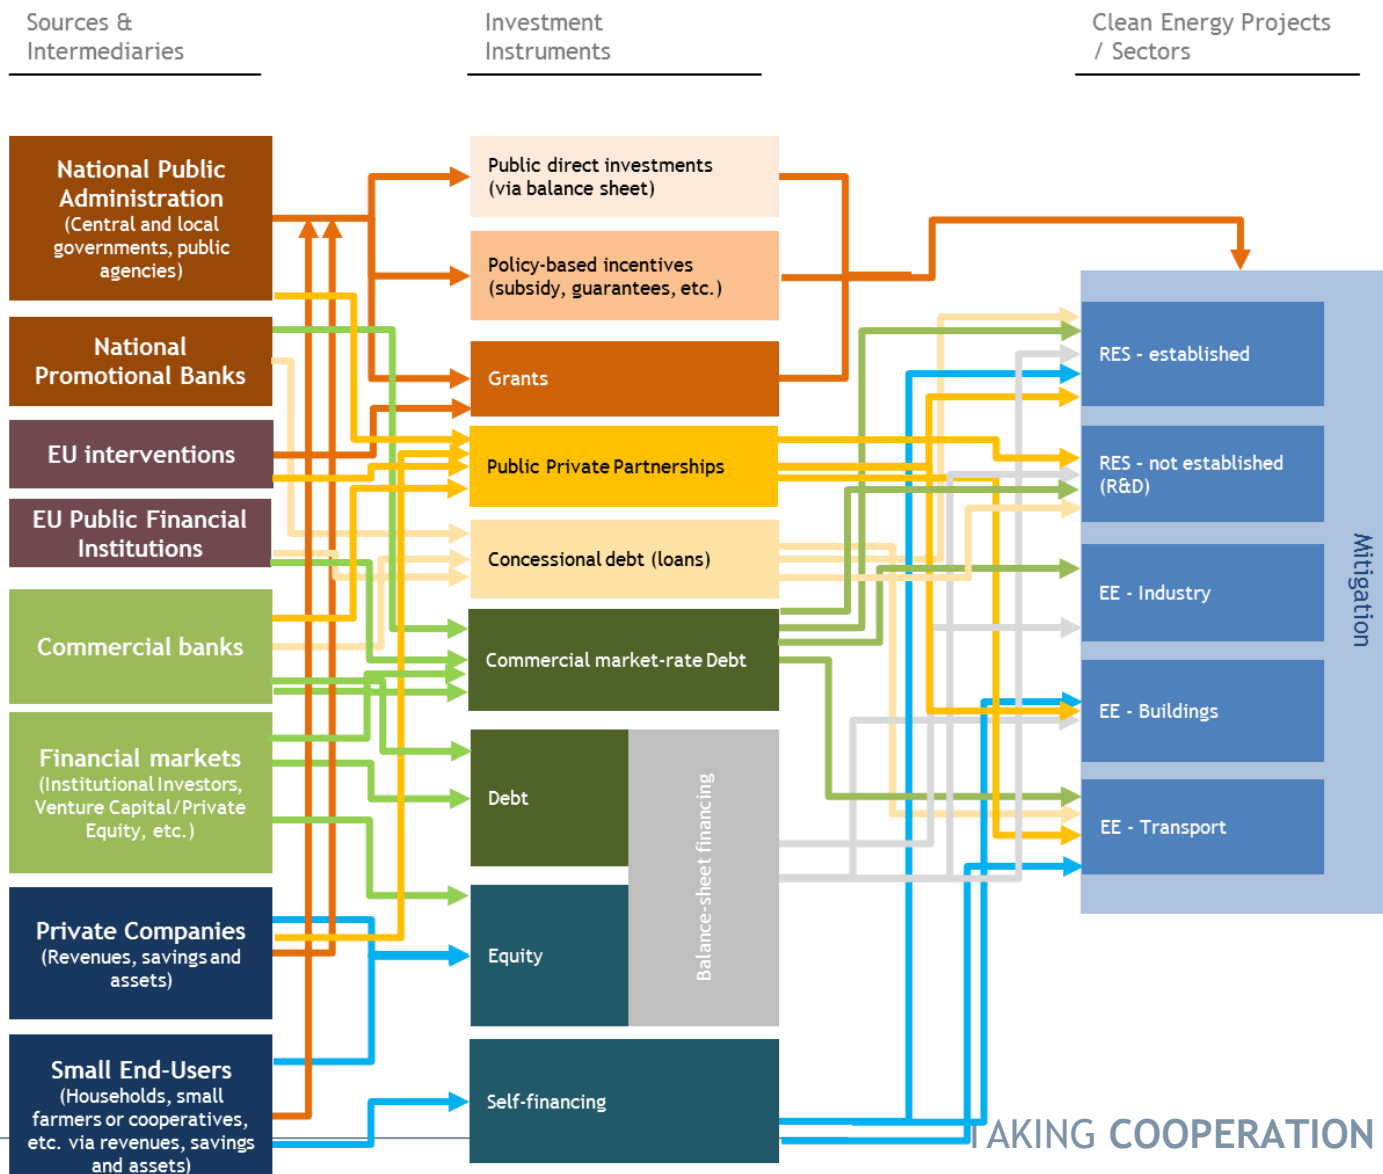 Sources &
Intermediaries
Investment
Instruments
Clean Energy Projects
/ Sectors
National Public
Administration
(Central and local
governments, public
agencies)
National
Promotional Banks
EU interventions
EU Public Financial
Institutions
Commercial banks
Financial markets
(Institutional Investors,
Venture Capital/Private
Equity, etc.)
Private Companies
(Revenues, savings and
assets)
Small End-Users
(Households, small
farmers or cooperatives,
etc. via revenues, savings
and assets)
Public direct investments
(via balance sheet)
Policy-based incentives
(subsidy, guarantees, etc.)
Grants
Public Private Partnerships
Concessional debt (loans)
Commercial market-rate Debt
Debt
Equity
Balance-sheet financing
Self-financing
RES - established
RES - not established
(R&D)
EE - Industry
EE - Buildings
EE - Transport
Mitigation
TAKING COOPERATION